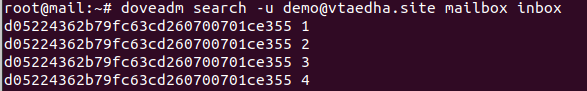 root@mail:~# doveadm search -u demo@vtaedha.site mailbox inbox
d05224362b79fc63cd260700701ce355 1
d05224362b79fc63cd260700701ce355 2
d05224362b79fc63cd260700701ce355 3
d05224362b79fc63cd260700701ce355 4